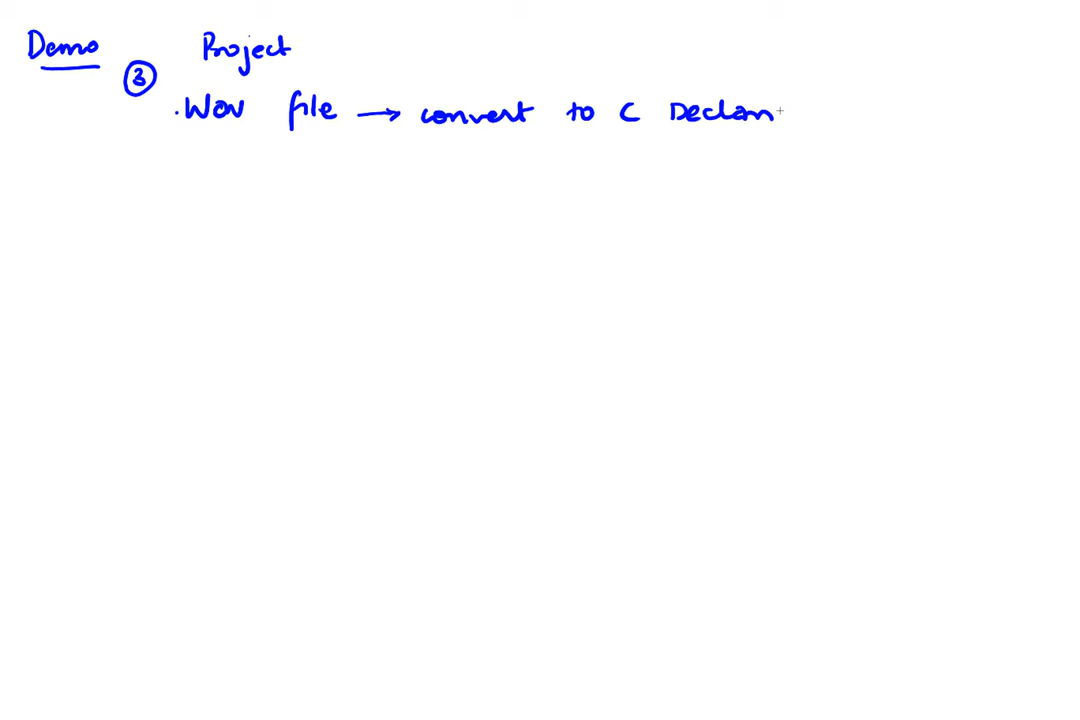 Demo Project
③
.Wav file → convert to C Declan